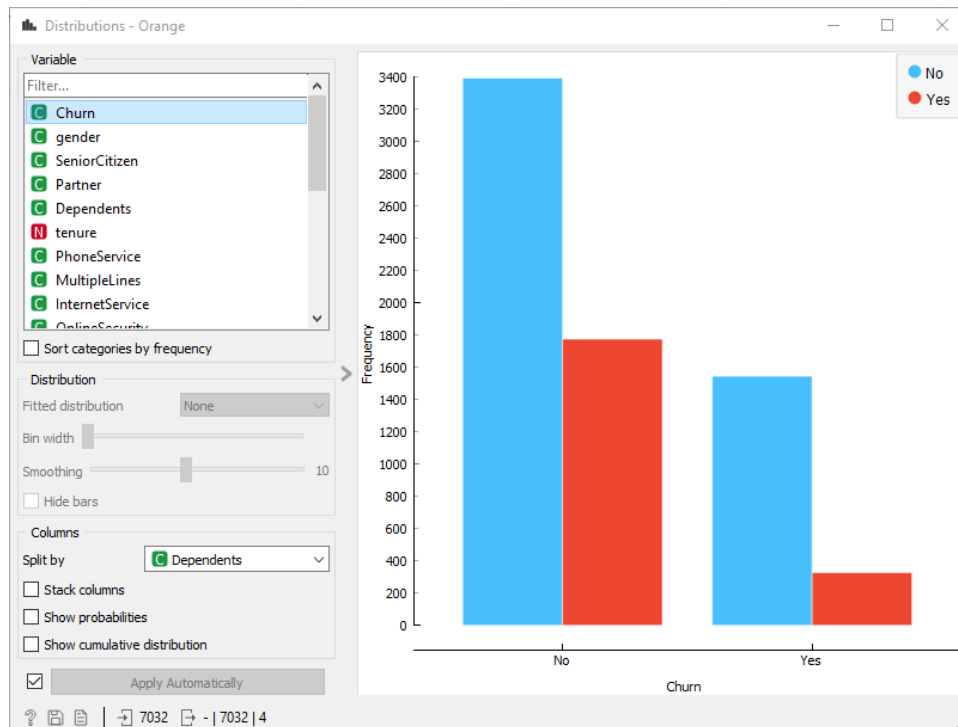 Distributions - Orange
Variable
Filter...
C Churn
C gender
C SeniorCitizen
C Partner
C Dependents
N tenure
C PhoneService
C MultipleLines
C InternetService
C OnlineSecurity
Sort categories by frequency
Distribution
Fitted distribution None
Bin width
Smoothing 10
Hide bars
Columns
Split by C Dependents
Stack columns
Show probabilities
Show cumulative distribution
Apply Automatically
? 7032 - | 7032 | 4
No
Yes
3400
3200
3000
2800
2600
2400
2200
2000
1800
1600
1400
1200
1000
800
600
400
200
0
Frequency
No Yes
Churn